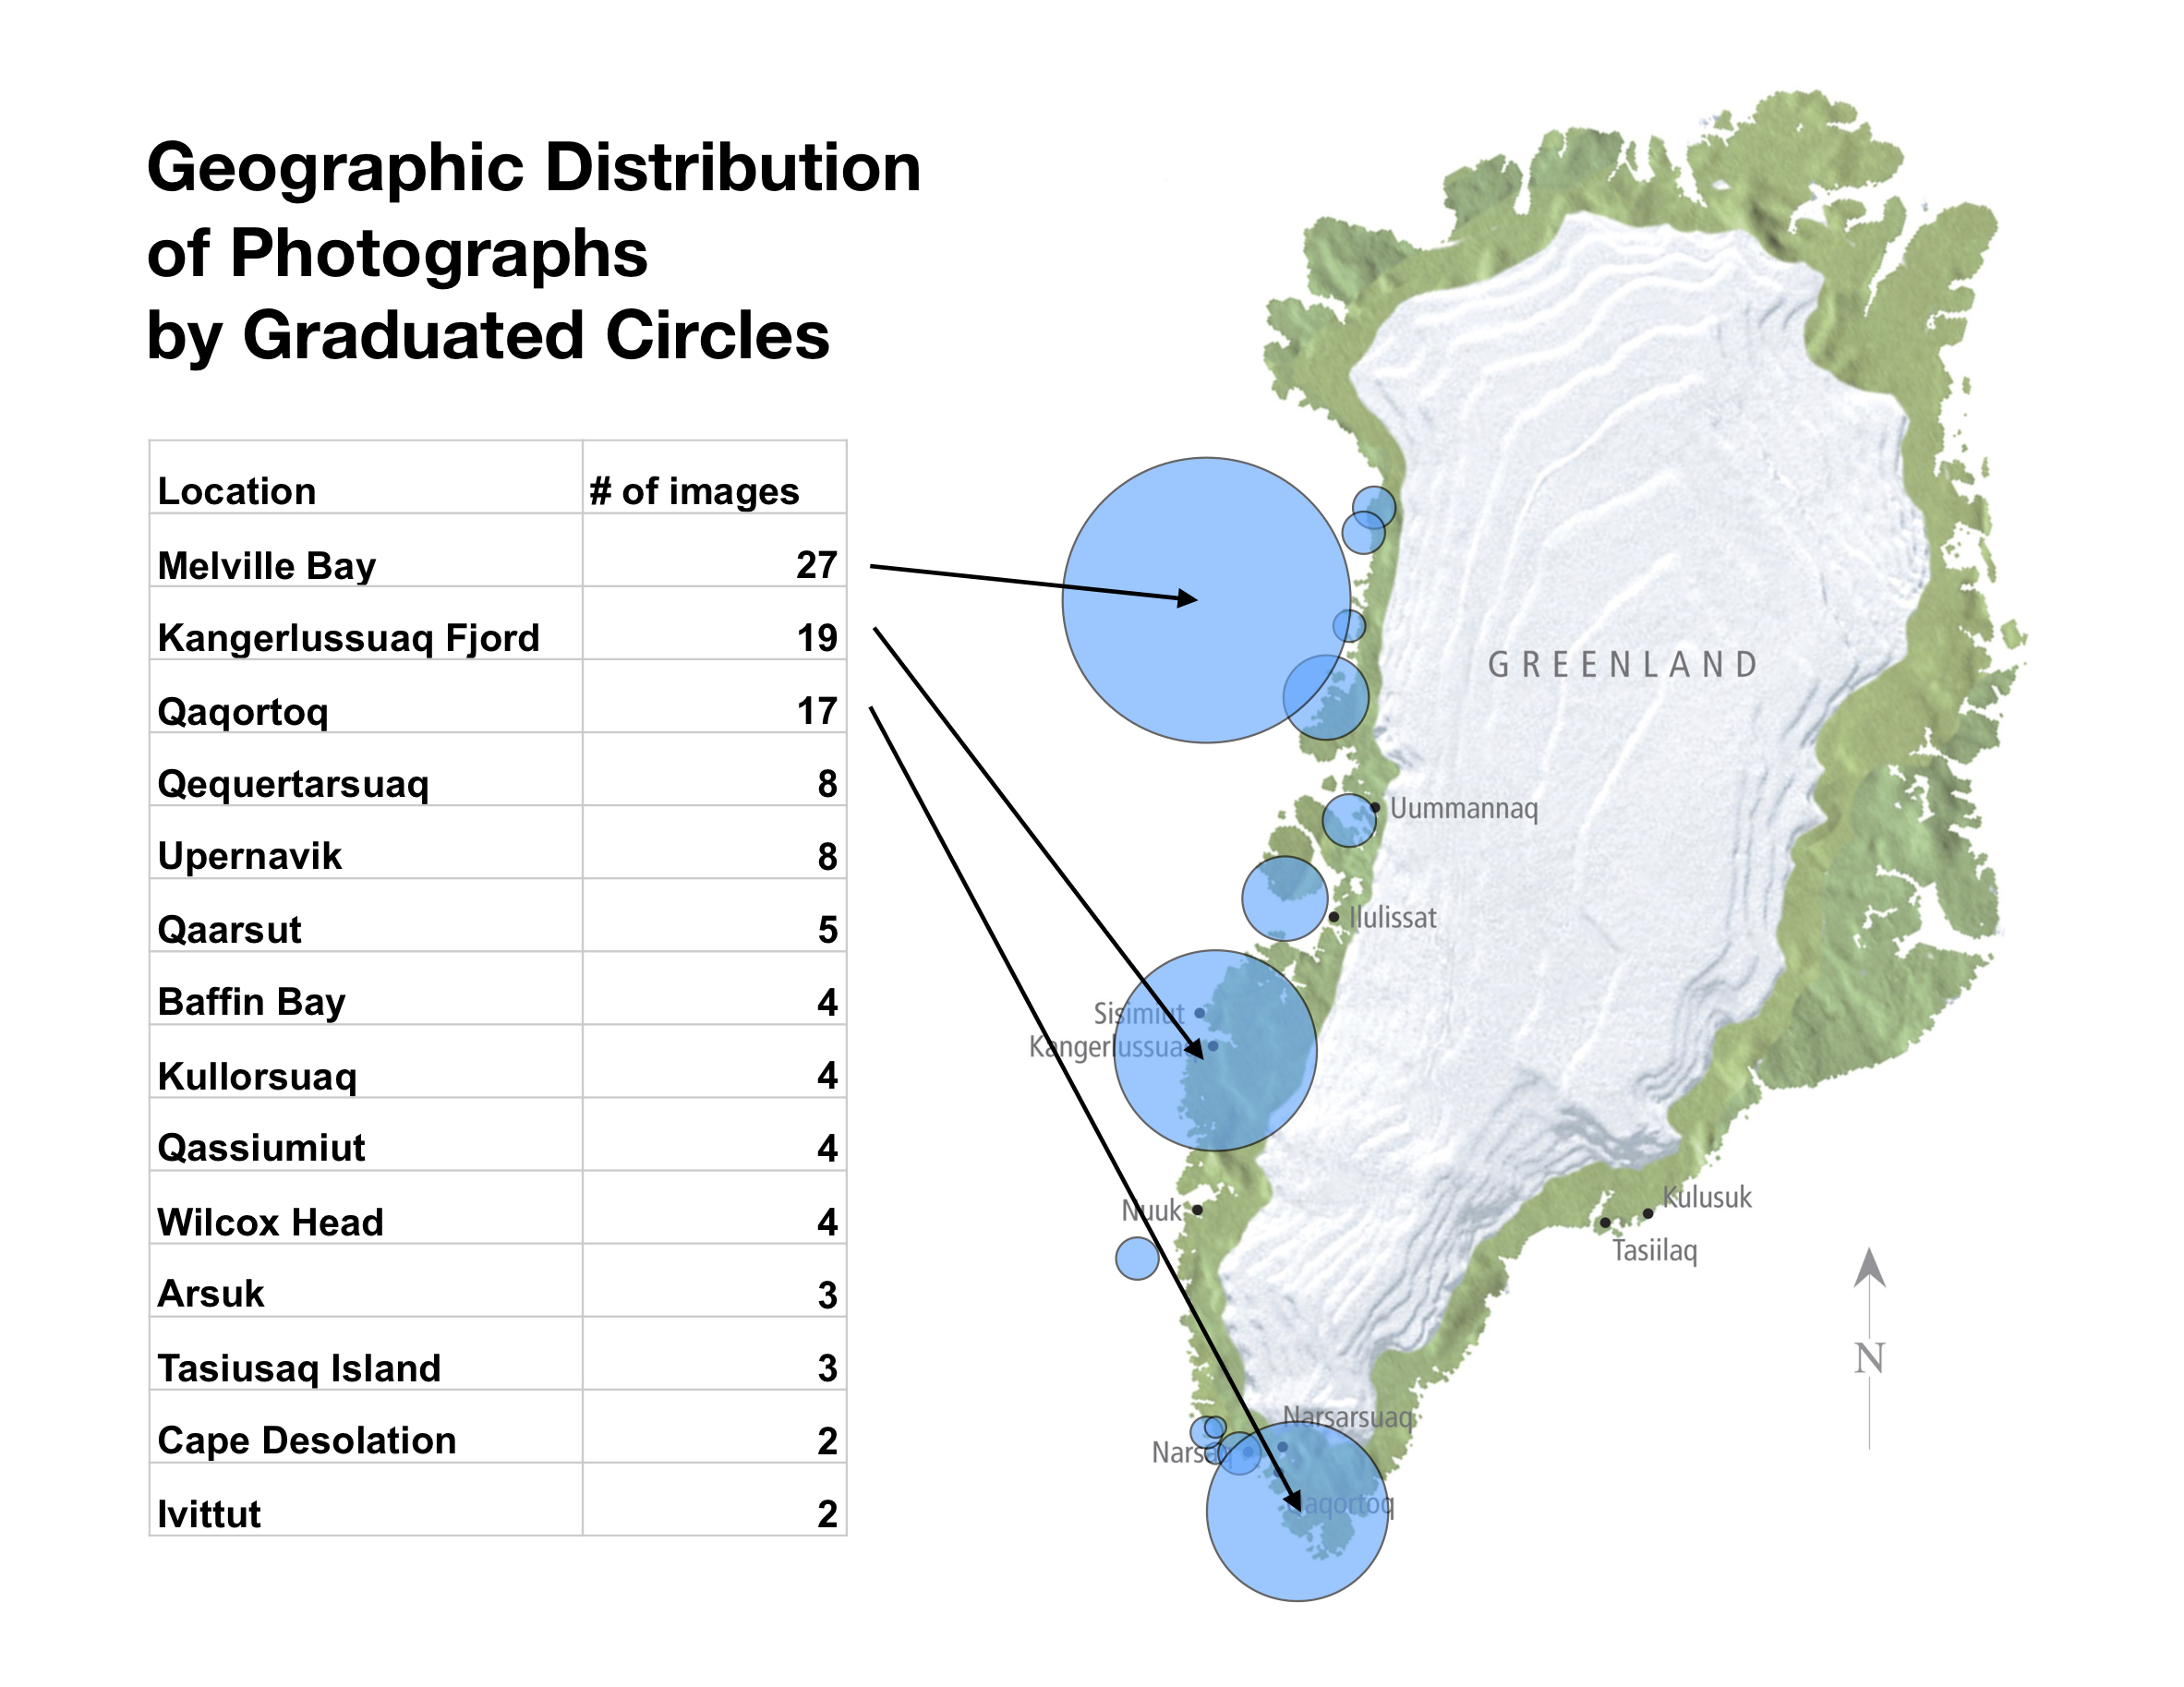 Geographic Distribution
of Photographs
by Graduated Circles
Location # of images
Melville Bay 27
Kangerlussuaq Fjord 19
Qaqortoq 17
Qequertarsuaq 8
Upernavik 8
Qaarsut 5
Baffin Bay 4
Kullorsuaq 4
Qassiumiut 4
Wilcox Head 4
Arsuk 3
Tasiusaq Island 3
Cape Desolation 2
Ivittut 2
GREENLAND
Uummannaq
Ilulissat
Sisimiut
Kangerlussuaq
Nuuk
Kulusuk
Tasiilaq
N
Narsarsuaq
Narsaq
Qaqortoq